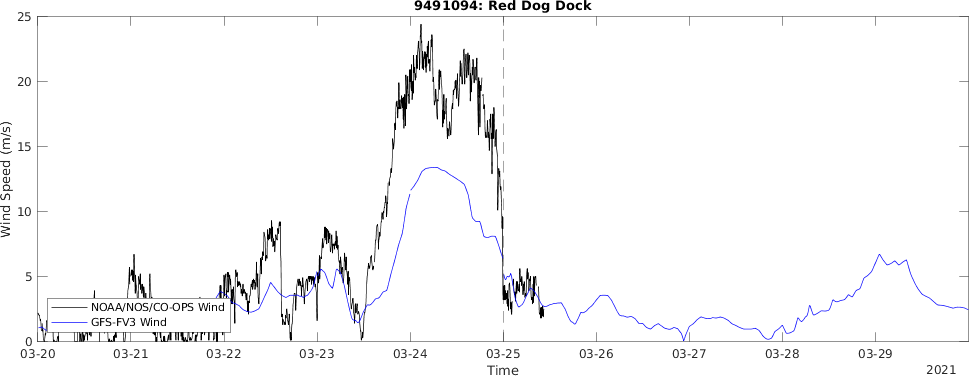 9491094: Red Dog Dock
25
20
15
10
5
0
Wind Speed (m/s)
NOAA/NOS/CO-OPS Wind
GFS-FV3 Wind
03-20 03-21 03-22 03-23 03-24 03-25 03-26 03-27 03-28 03-29
Time
2021